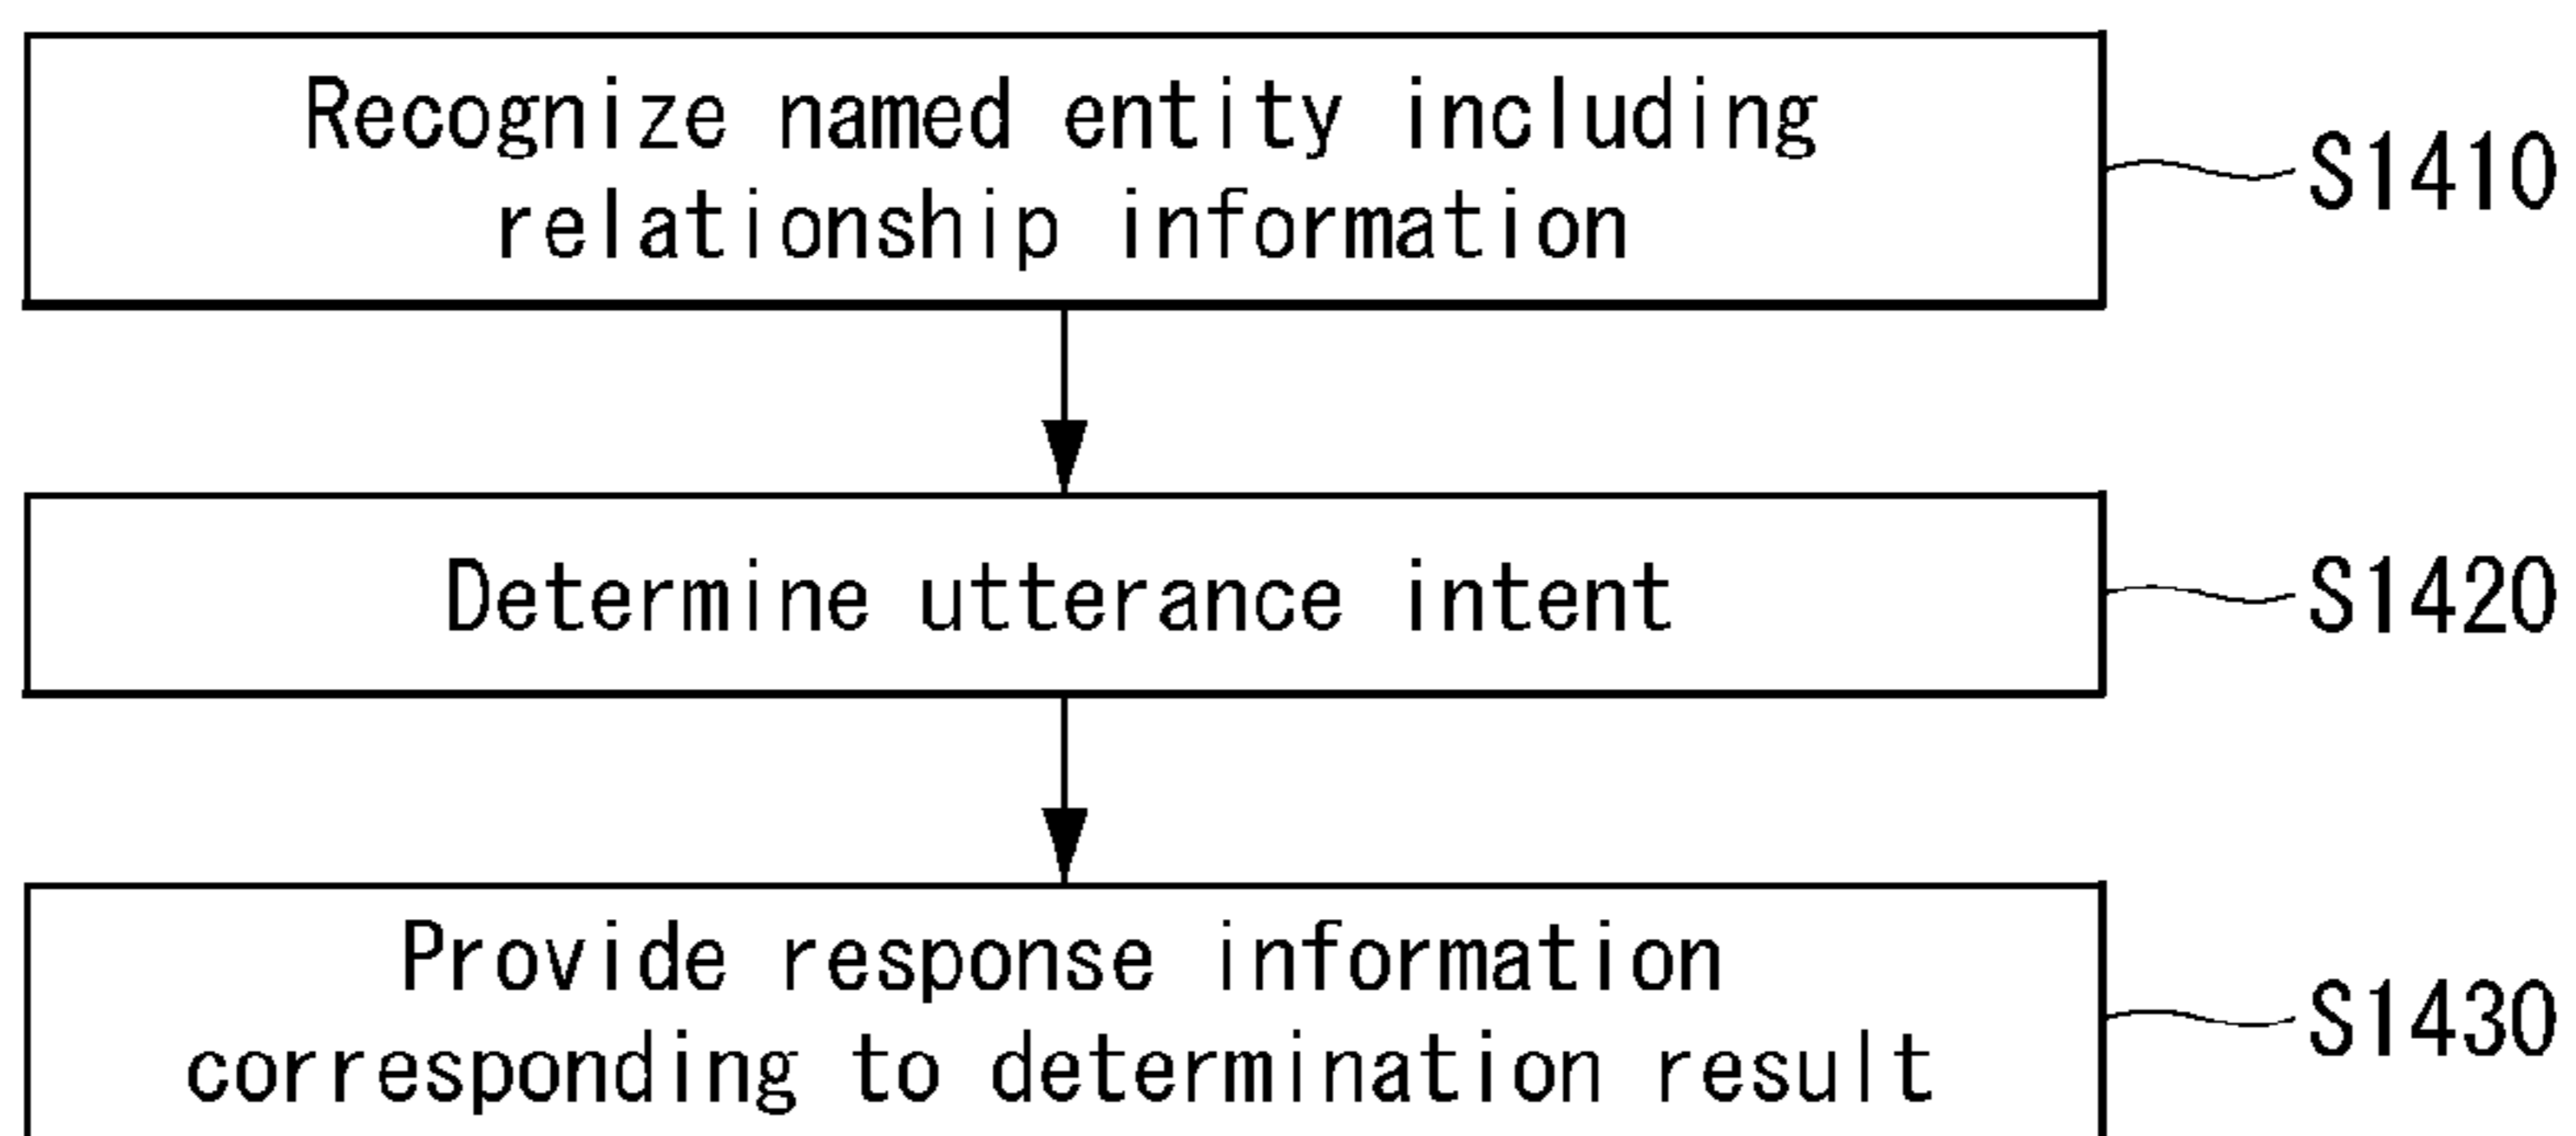 Recognize named entity including
relationship information
S1410
Determine utterance intent
S1420
Provide response information
corresponding to determination result
S1430